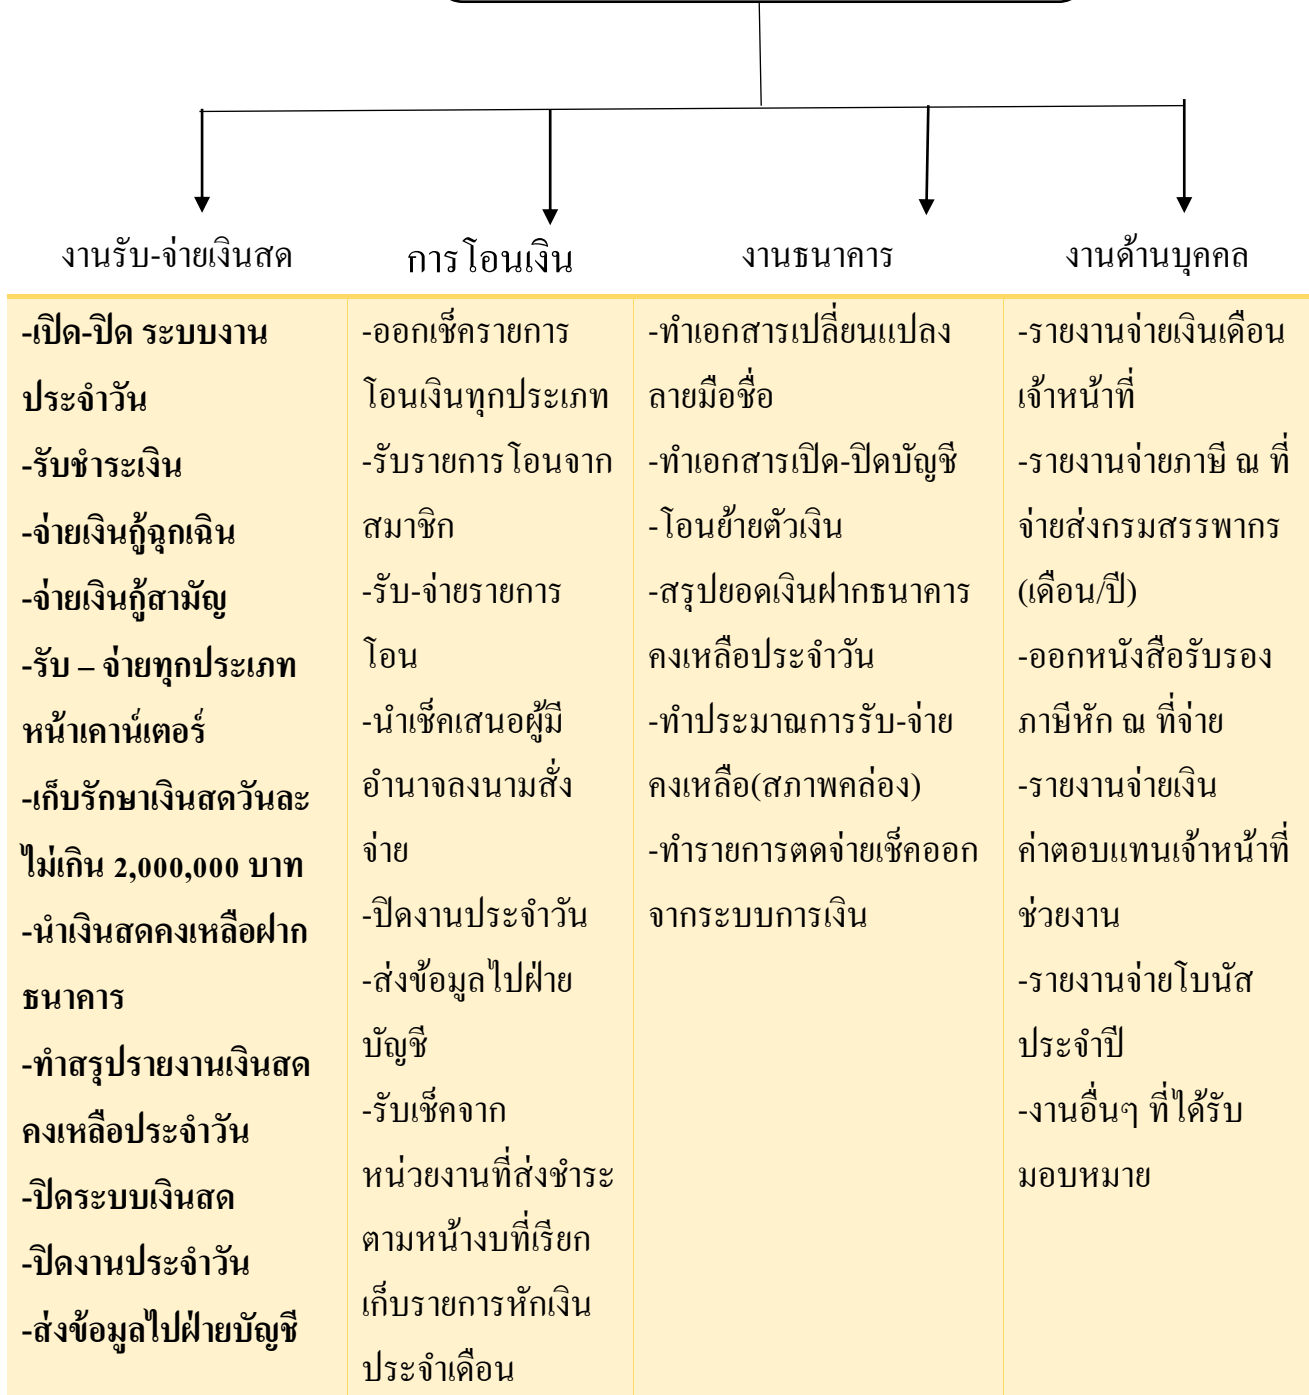 งานรับ-จ่ายเงินสด
การโอนเงิน
งานธนาคาร
งานด้านบุคคล
-เปิด-ปิด ระบบงาน
ประจำวัน
-รับชำระเงิน
-จ่ายเงินกู้ฉุกเฉิน
-จ่ายเงินกู้สามัญ
-รับ – จ่ายทุกประเภท
หน้าเคาน์เตอร์
-เก็บรักษาเงินสดวันละ
ไม่เกิน 2,000,000 บาท
-นำเงินสดคงเหลือฝาก
ธนาคาร
-ทำสรุปรายงานเงินสด
คงเหลือประจำวัน
-ปิดระบบเงินสด
-ปิดงานประจำวัน
-ส่งข้อมูลไปฝ่ายบัญชี
-ออกเช็ครายการ
โอนเงินทุกประเภท
-รับรายการโอนจาก
สมาชิก
-รับ-จ่ายรายการ
โอน
-นำเช็คเสนอผู้มี
อำนาจลงนามสั่ง
จ่าย
-ปิดงานประจำวัน
-ส่งข้อมูลไปฝ่าย
บัญชี
-รับเช็คจาก
หน่วยงานที่ส่งชำระ
ตามหน้างบที่เรียก
เก็บรายการหักเงิน
ประจำเดือน
-ทำเอกสารเปลี่ยนแปลง
ลายมือชื่อ
-ทำเอกสารเปิด-ปิดบัญชี
-โอนย้ายตัวเงิน
-สรุปยอดเงินฝากธนาคาร
คงเหลือประจำวัน
-ทำประมาณการรับ-จ่าย
คงเหลือ(สภาพคล่อง)
-ทำรายการตดจ่ายเช็คออก
จากระบบการเงิน
-รายงานจ่ายเงินเดือน
เจ้าหน้าที่
-รายงานจ่ายภาษี ณ ที่
จ่ายส่งกรมสรรพากร
(เดือน/ปี)
-ออกหนังสือรับรอง
ภาษีหัก ณ ที่จ่าย
-รายงานจ่ายเงิน
ค่าตอบแทนเจ้าหน้าที่
ช่วยงาน
-รายงานจ่ายโบนัส
ประจำปี
-งานอื่นๆ ที่ได้รับ
มอบหมาย